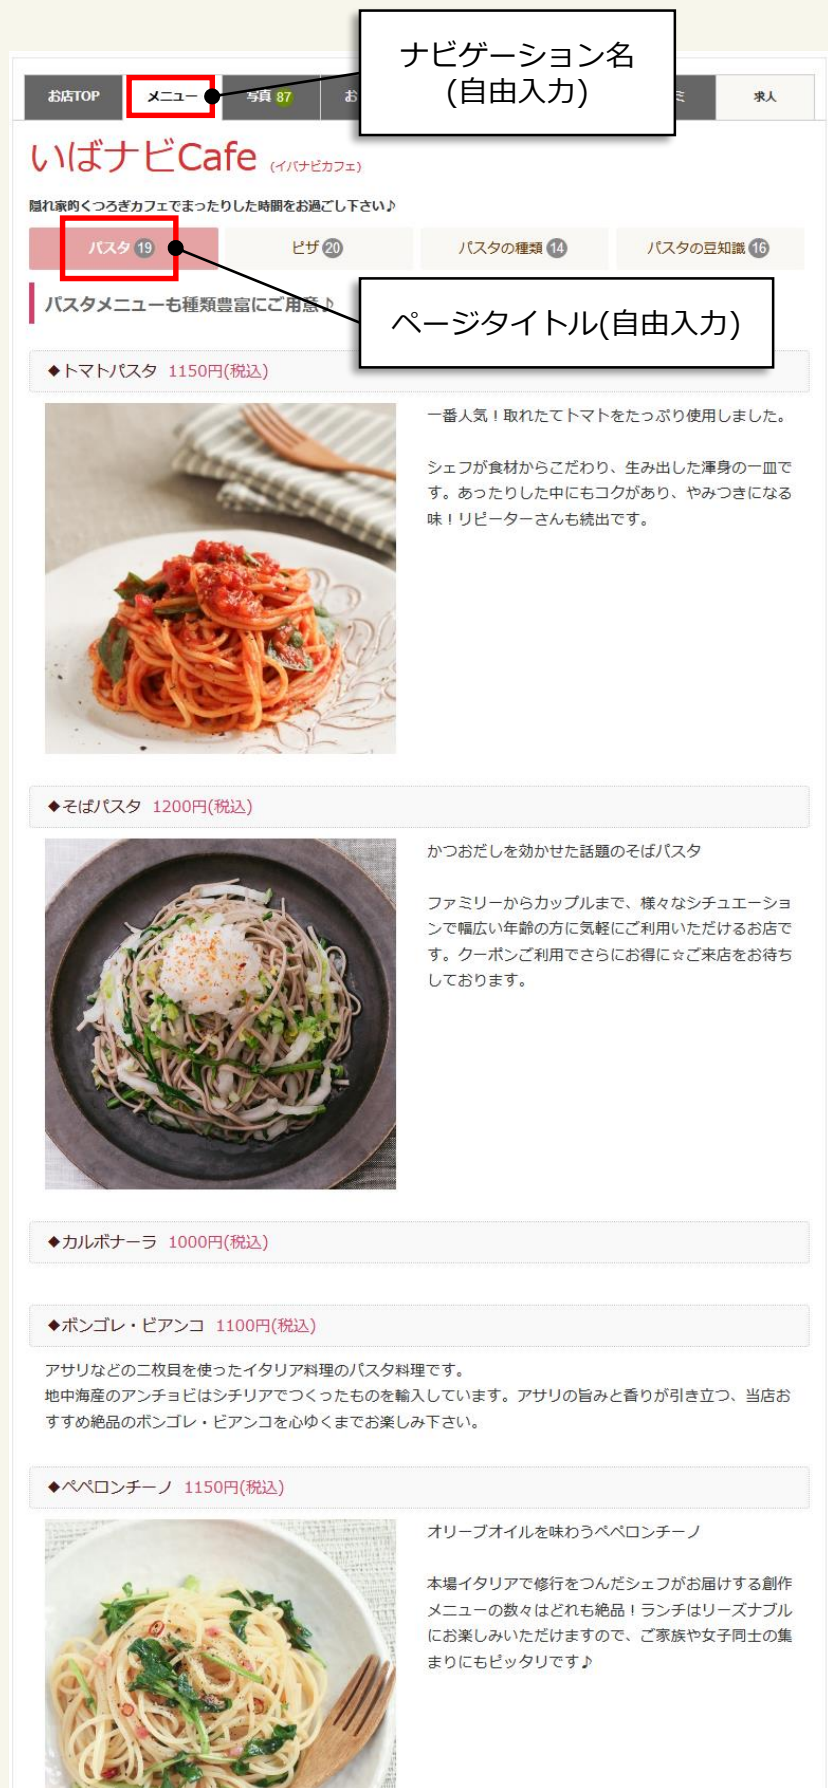 ナビゲーション名
(自由入力)
お店TOP
メニュー
写真 87
お
ミ
求人
いばナビCafe (イバナビカフェ)
隠れ家的くつろぎカフェでまったりした時間をお過ごし下さい♪
パスタ 19
ピザ 20
パスタの種類 14
パスタの豆知識 16
パスタメニューも種類豊富にご用意♪
ページタイトル(自由入力)
◆トマトパスタ 1150円(税込)
一番人気！取れたてトマトをたっぷり使用しました。
シェフが食材からこだわり、生み出した渾身の一皿で
す。あったりした中にもコクがあり、やみつきになる
味！リピーターさんも続出です。
◆そばパスタ 1200円(税込)
かつおだしを効かせた話題のそばパスタ
ファミリーからカップルまで、様々なシチュエーショ
ンで幅広い年齢の方に気軽にご利用いただけるお店で
す。クーポンご利用でさらにお得に☆ご来店をお待ち
しております。
◆カルボナーラ 1000円(税込)
◆ボンゴレ・ビアンコ 1100円(税込)
アサリなどの二枚貝を使ったイタリア料理のパスタ料理です。
地中海産のアンチョビはシチリアでつくったものを輸入しています。アサリの旨みと香りが引き立つ、当店お
すすめ絶品のボンゴレ・ビアンコを心ゆくまでお楽しみ下さい。
◆ペペロンチーノ 1150円(税込)
オリーブオイルを味わうペペロンチーノ
本場イタリアで修行をつんだシェフがお届けする創作
メニューの数々はどれも絶品！ランチはリーズナブル
にお楽しみいただけますので、ご家族や女子同士の集
まりにもピッタリです♪